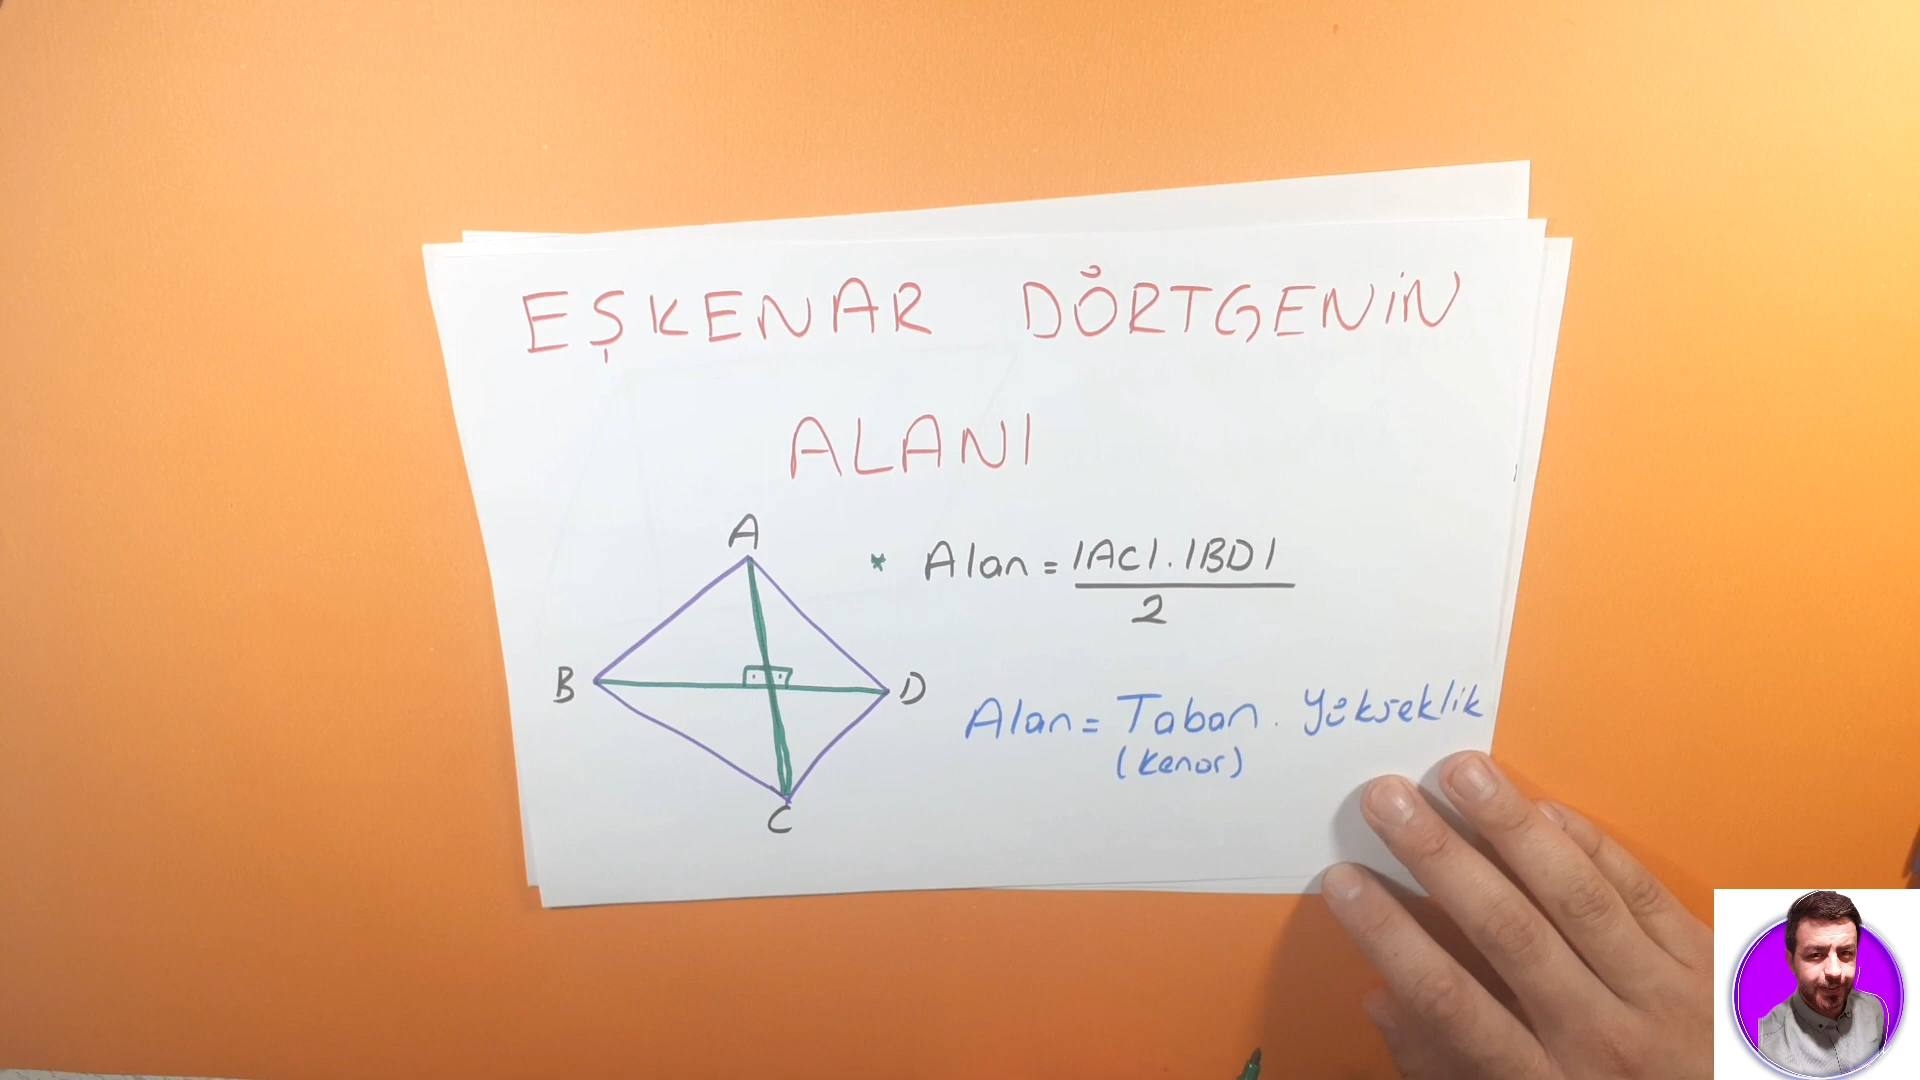 EŞKENAR DÖRTGENİN
ALANI
A
* Alan = |AC|.|BD|
2
B
D
Alan = Taban . Yükseklik
(kenar)
C